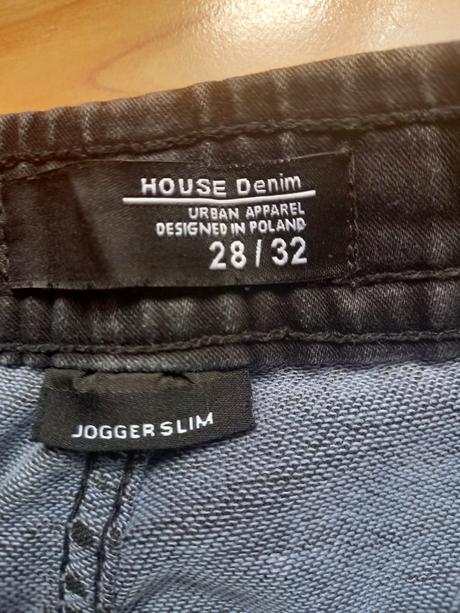 HOUSE Denim
URBAN APPAREL
DESIGNED IN POLAND
28 / 32
JOGGER SLIM